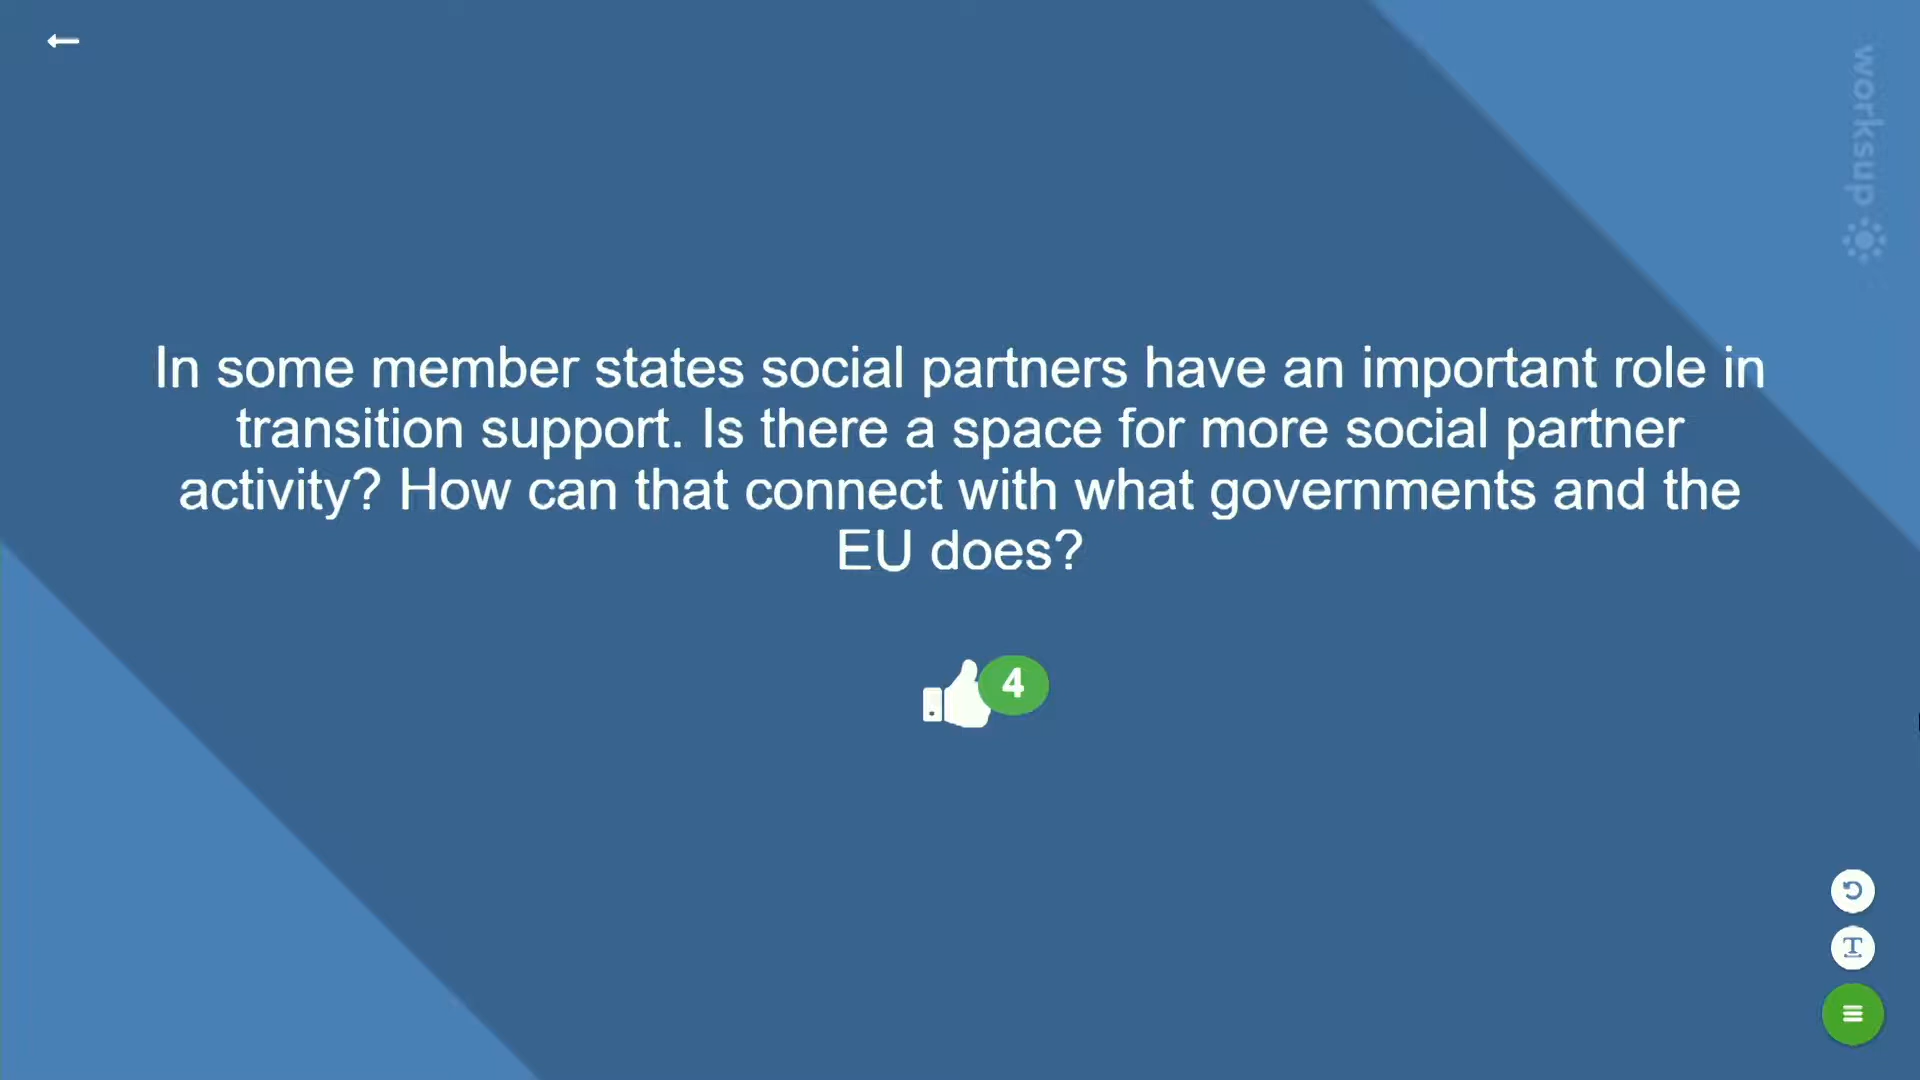 worksup
In some member states social partners have an important role in
transition support. Is there a space for more social partner
activity? How can that connect with what governments and the
EU does?
4
T